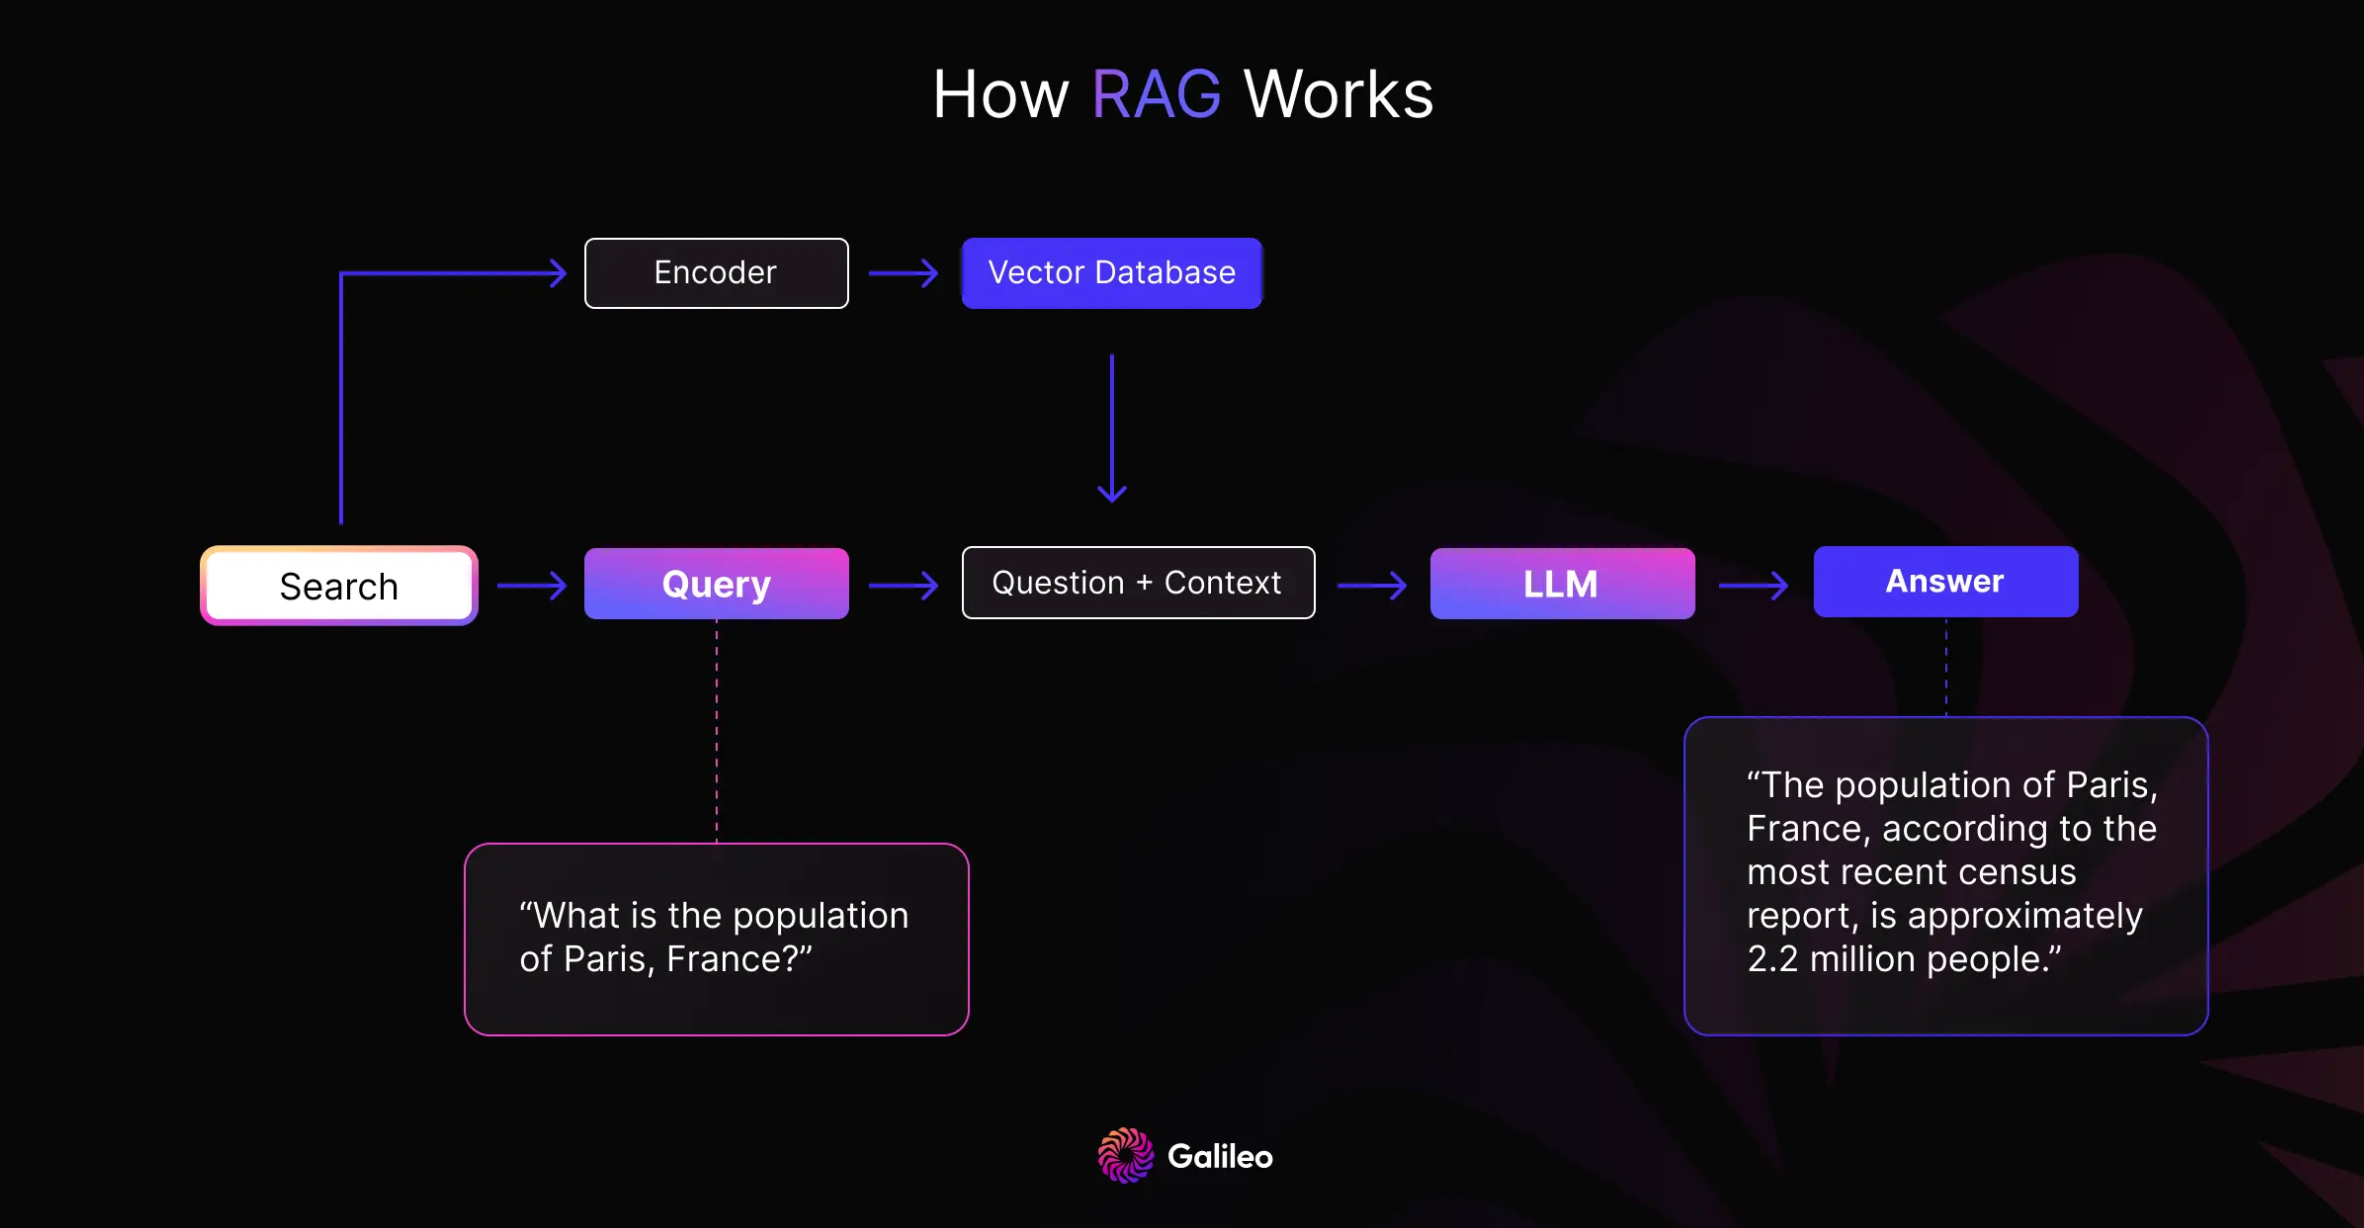 How RAG Works
Encoder
Vector Database
Search
Query
Question + Context
LLM
Answer
“What is the population
of Paris, France?”
“The population of Paris,
France, according to the
most recent census
report, is approximately
2.2 million people.”
Galileo